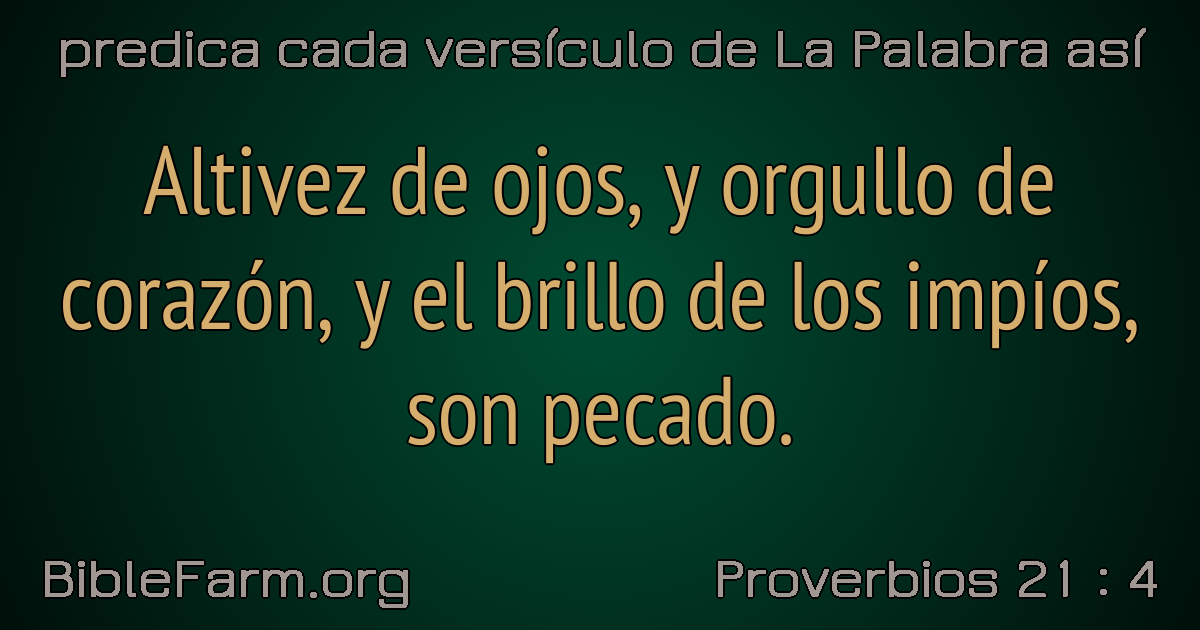 predica cada versículo de La Palabra así
Altivez de ojos, y orgullo de
corazón, y el brillo de los impíos,
son pecado.
BibleFarm.org
Proverbios 21 : 4